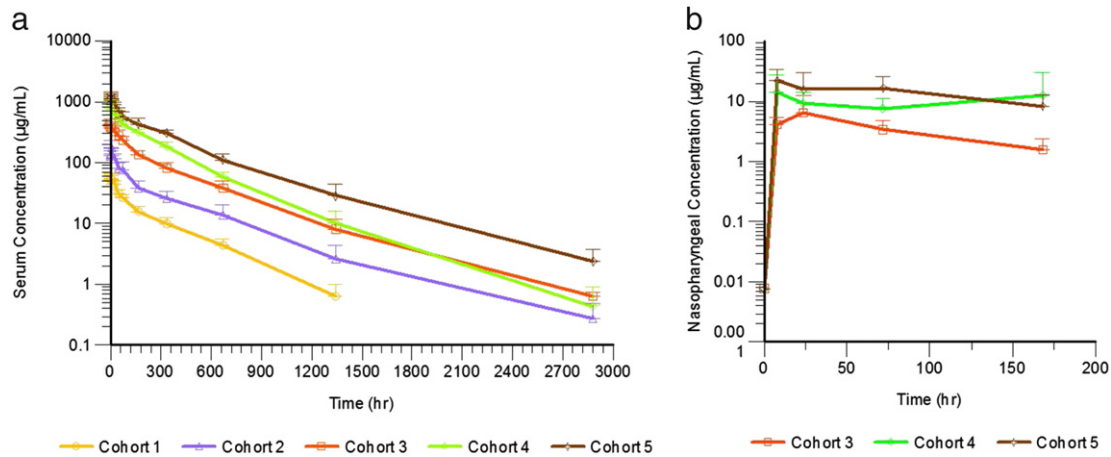 a
Serum Concentration (µg/mL)
10000
1000
100
10
1
0.1
0 300 600 900 1200 1500 1800 2100 2400 2700 3000
Time (hr)
Cohort 1 Cohort 2 Cohort 3 Cohort 4 Cohort 5
b
Nasopharyngeal Concentration (µg/mL)
100
10
1
0.1
0.01
0.00
1
0 50 100 150 200
Time (hr)
Cohort 3 Cohort 4 Cohort 5